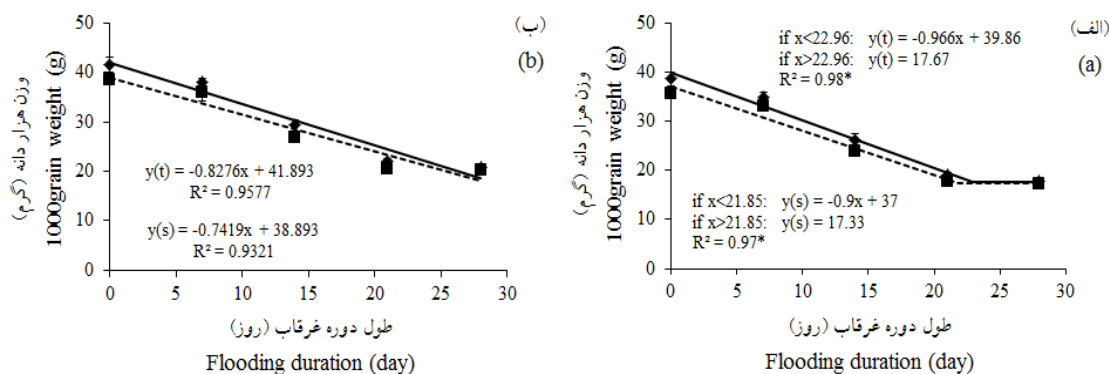 (ب)
(b)
وزن هزار دانه (گرم)
1000grain weight (g)
50
40
30
20
10
0
y(t) = -0.8276x + 41.893
R² = 0.9577
y(s) = -0.7419x + 38.893
R² = 0.9321
0 5 10 15 20 25 30
طول دوره غرقاب (روز)
Flooding duration (day)
(الف)
(a)
وزن هزار دانه (گرم)
1000grain weight (g)
50
40
30
20
10
0
if x<22.96: y(t) = -0.966x + 39.86
if x>22.96: y(t) = 17.67
R² = 0.98*
if x<21.85: y(s) = -0.9x + 37
if x>21.85: y(s) = 17.33
R² = 0.97*
0 5 10 15 20 25 30
طول دوره غرقاب (روز)
Flooding duration (day)